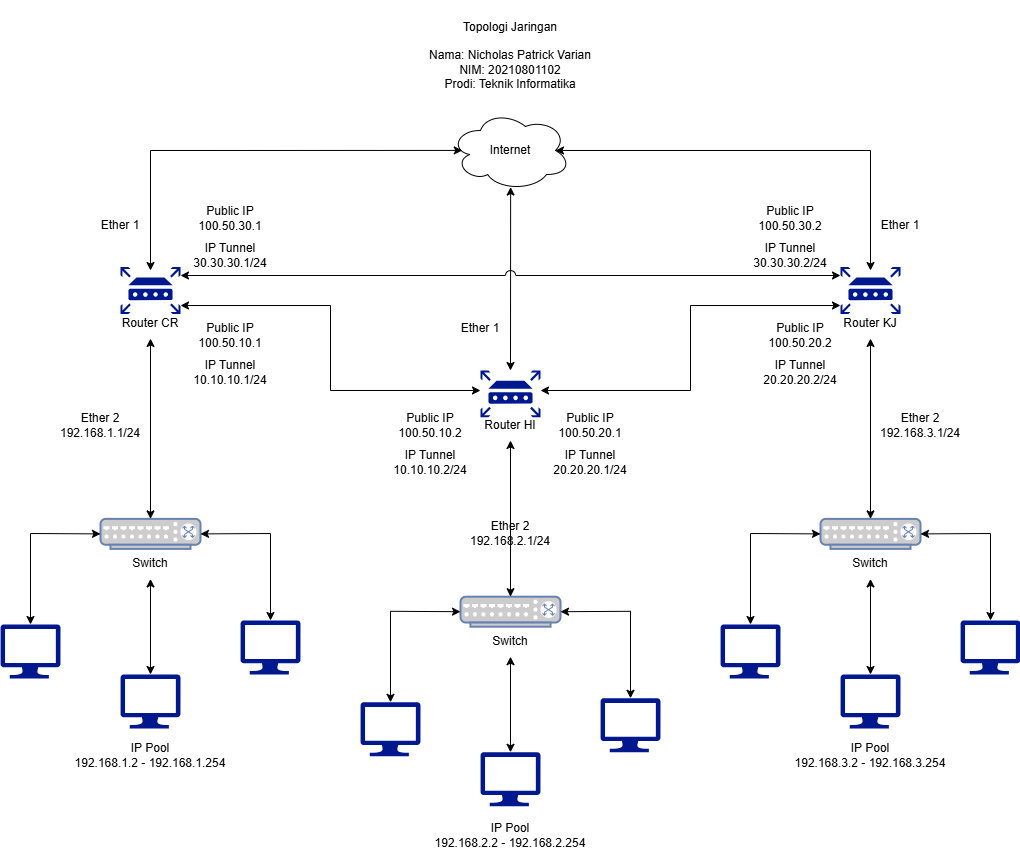 Topologi Jaringan
Nama: Nicholas Patrick Varian
NIM: 20210801102
Prodi: Teknik Informatika
Internet
Ether 1
Public IP
100.50.30.1
IP Tunnel
30.30.30.1/24
Public IP
100.50.30.2
IP Tunnel
30.30.30.2/24
Ether 1
Router CR
Public IP
100.50.10.1
IP Tunnel
10.10.10.1/24
Ether 1
Router KJ
Public IP
100.50.20.2
IP Tunnel
20.20.20.2/24
Router HI
Public IP
100.50.10.2
IP Tunnel
10.10.10.2/24
Public IP
100.50.20.1
IP Tunnel
20.20.20.1/24
Ether 2
192.168.1.1/24
Ether 2
192.168.3.1/24
Ether 2
192.168.2.1/24
Switch
Switch
Switch
IP Pool
192.168.1.2 - 192.168.1.254
IP Pool
192.168.3.2 - 192.168.3.254
IP Pool
192.168.2.2 - 192.168.2.254